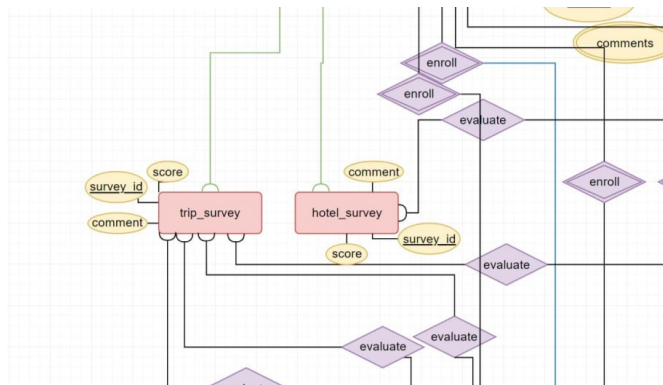 comments
enroll
enroll
evaluate
score
comment
survey_id
enroll
trip_survey
hotel_survey
comment
survey_id
score
evaluate
evaluate
evaluate